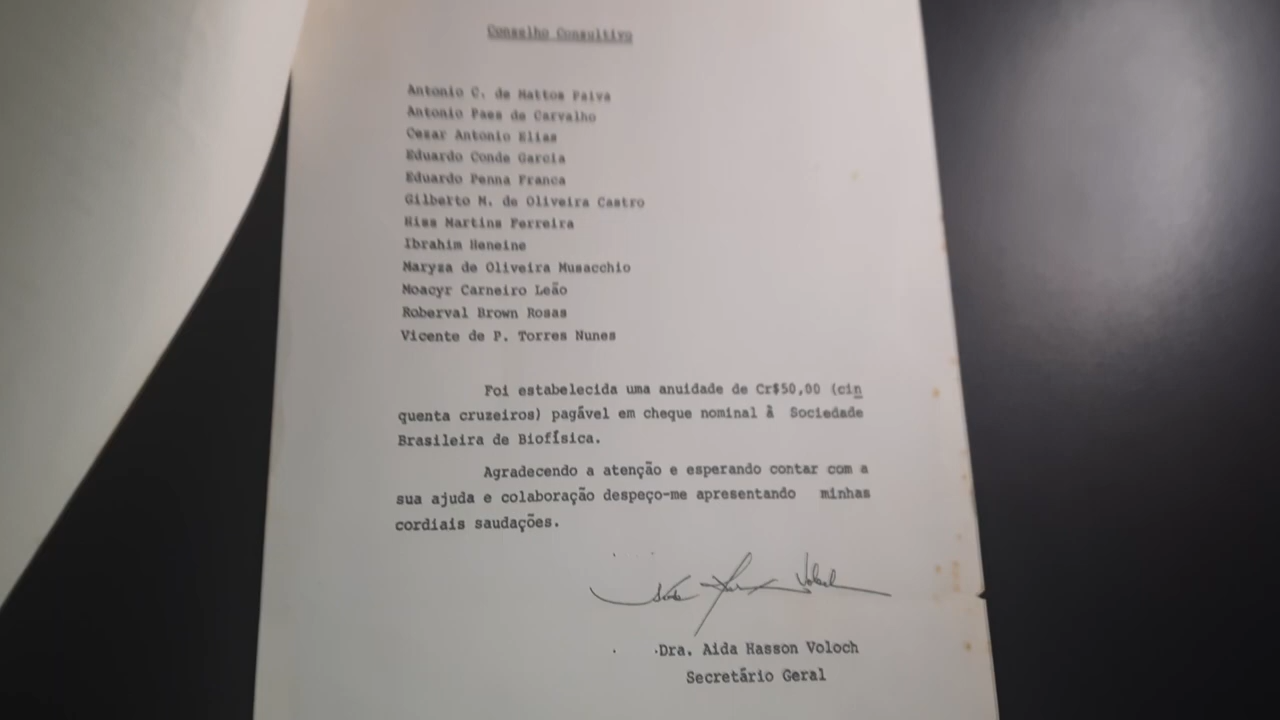 Conselho Consultivo
Antonio C. de Mattos Paiva
Antonio Paes de Carvalho
Cezar Antonio Elias
Eduardo Conde Garcia
Eduardo Penna Franca
Gilberto M. de Oliveira Castro
Hiss Martins Ferreira
Ibrahim Heneine
Maryza de Oliveira Musacchio
Moacyr Carneiro Leão
Roberval Brown Rosas
Vicente de P. Torres Nunes
Foi estabelecida uma anuidade de Cr$50,00 (cin
quenta cruzeiros) pagável em cheque nominal à Sociedade
Brasileira de Biofísica.
Agradecendo a atenção e esperando contar com a
sua ajuda e colaboração despeço-me apresentando minhas
cordiais saudações.
Dra. Aida Hasson Voloch
Secretário Geral